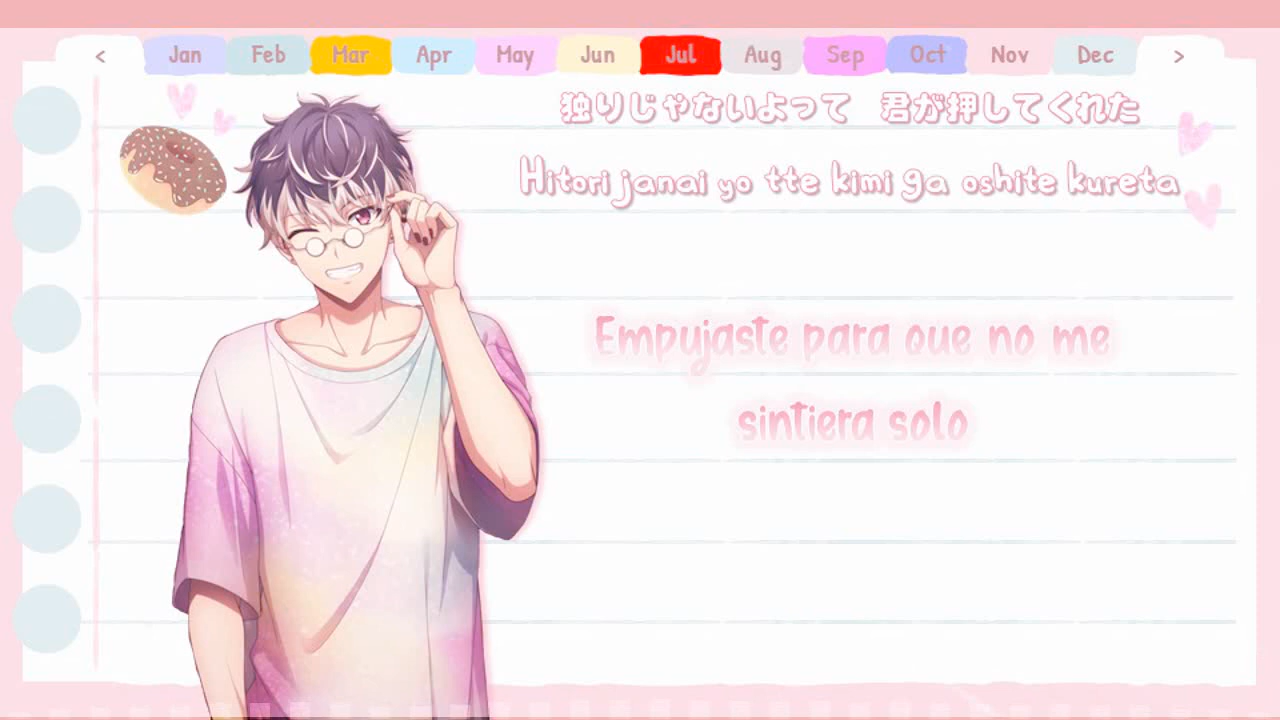 < Jan Feb Mar Apr May Jun Jul Aug Sep Oct Nov Dec >
独りじゃないよって 君が押してくれた
Hitori janai yo tte kimi ga oshite kureta
Empujaste para que no me
sintiera solo